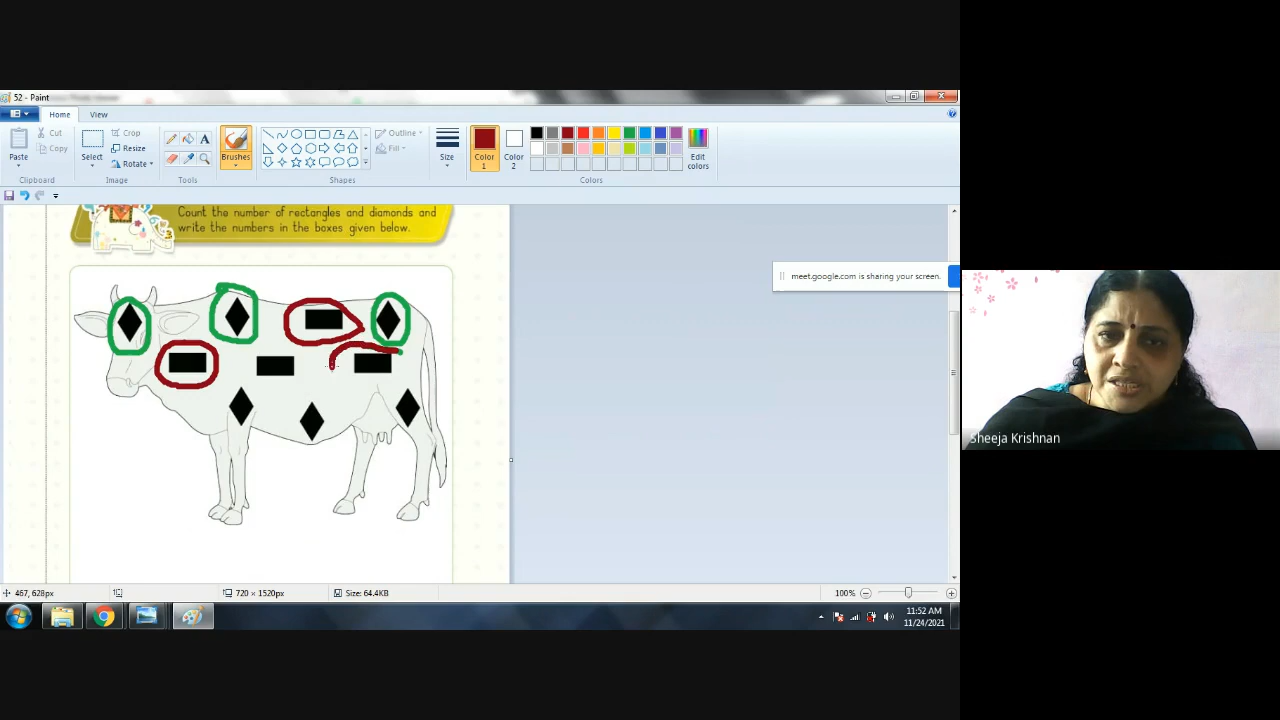 52 - Paint
Home View
Paste
Cut
Copy
Clipboard
Select
Crop
Resize
Rotate
Image
A
Tools
Brushes
Shapes
Outline
Fill
Size
Color
1
Color
2
Edit
colors
Colors
Count the number of rectangles and diamonds and
write the numbers in the boxes given below.
meet.google.com is sharing your screen.
Sheeja Krishnan
467, 628px
720 × 1520px
Size: 64.4KB
100%
11:52 AM
11/24/2021